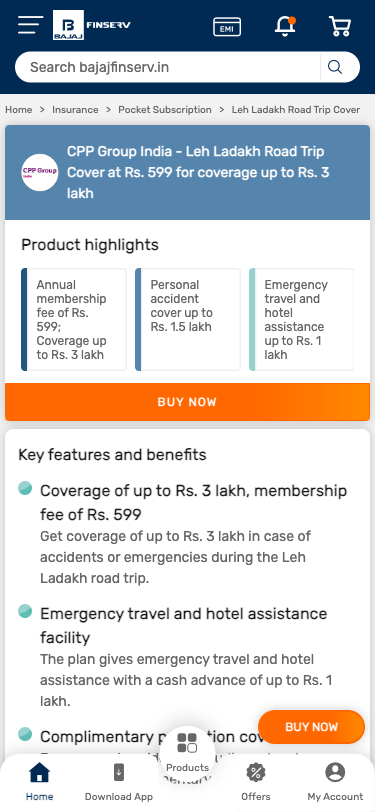 BAJAJ
FINSERV
EMI
Search bajajfinserv.in
Home > Insurance > Pocket Subscription > Leh Ladakh Road Trip Cover
CPP Group
India
CPP Group India - Leh Ladakh Road Trip
Cover at Rs. 599 for coverage up to Rs. 3
lakh
Product highlights
Annual
membership
fee of Rs.
599;
Coverage up
to Rs. 3 lakh
Personal
accident
cover up to
Rs. 1.5 lakh
Emergency
travel and
hotel
assistance
up to Rs. 1
lakh
BUY NOW
Key features and benefits
Coverage of up to Rs. 3 lakh, membership
fee of Rs. 599
Get coverage of up to Rs. 3 lakh in case of
accidents or emergencies during the Leh
Ladakh road trip.
Emergency travel and hotel assistance
facility
The plan gives emergency travel and hotel
assistance with a cash advance of up to Rs. 1
lakh.
BUY NOW
Complimentary
Home
Download App
Products
Offers
My Account